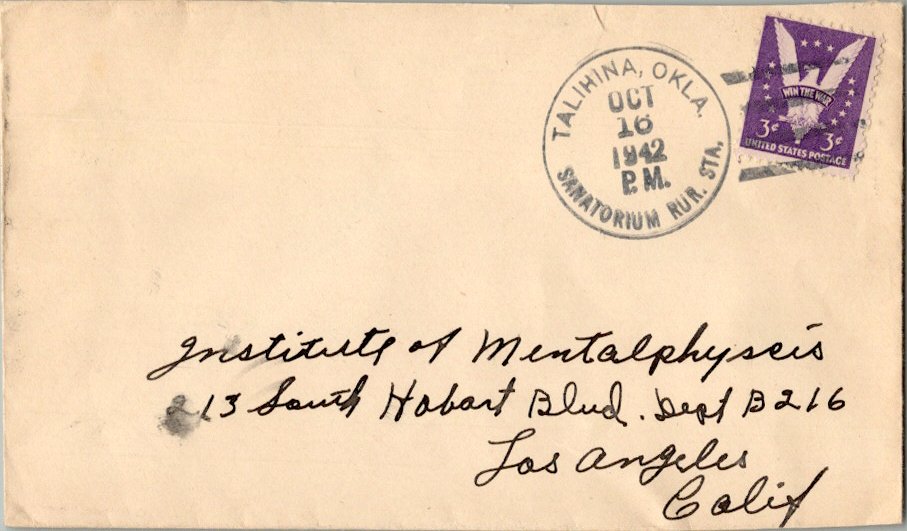 TALIHINA, OKLA.
OCT
16
1942
P.M.
SANATORIUM RUR. STA.
WIN THE WAR
3¢ 3¢
UNITED STATES POSTAGE
Institute of Mentalphyscis
213 South Hobart Blvd. Dept B216
Los Angeles
Calif